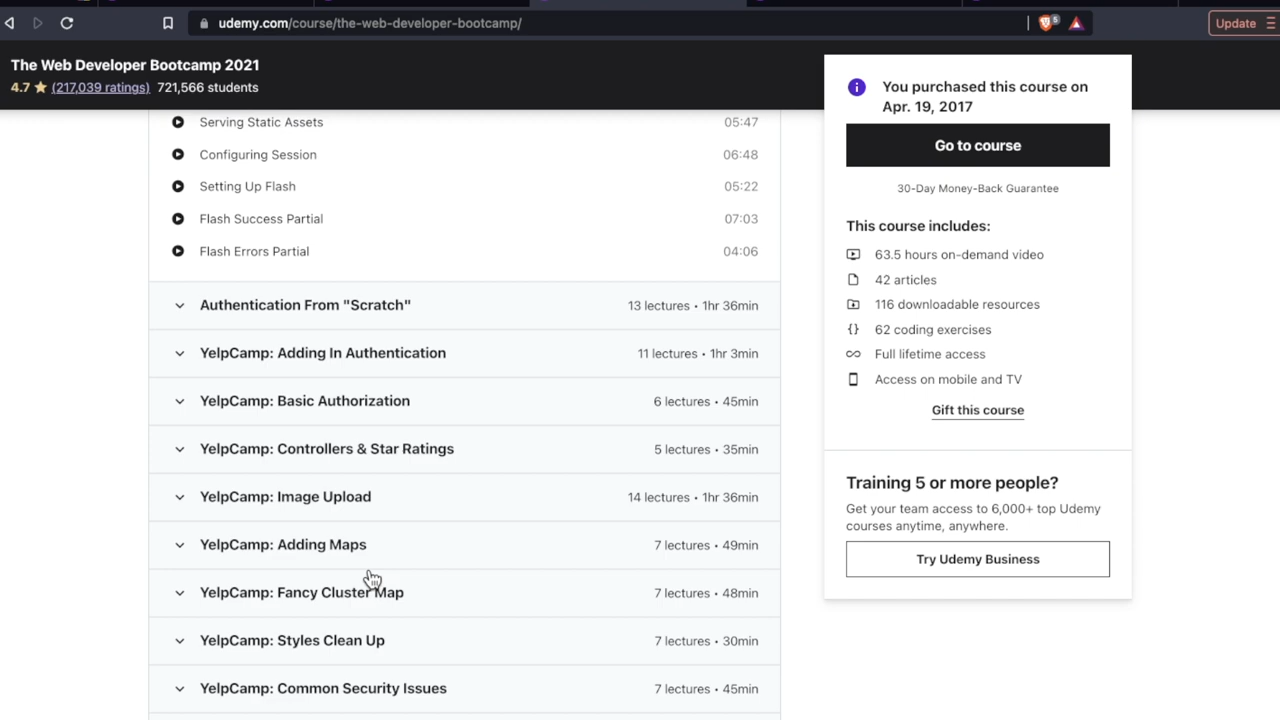 udemy.com/course/the-web-developer-bootcamp/
5
Update
The Web Developer Bootcamp 2021
4.7 (217,039 ratings) 721,566 students
Serving Static Assets 05:47
Configuring Session 06:48
Setting Up Flash 05:22
Flash Success Partial 07:03
Flash Errors Partial 04:06
Authentication From "Scratch" 13 lectures • 1hr 36min
YelpCamp: Adding In Authentication 11 lectures • 1hr 3min
YelpCamp: Basic Authorization 6 lectures • 45min
YelpCamp: Controllers & Star Ratings 5 lectures • 35min
YelpCamp: Image Upload 14 lectures • 1hr 36min
YelpCamp: Adding Maps 7 lectures • 49min
YelpCamp: Fancy Cluster Map 7 lectures • 48min
YelpCamp: Styles Clean Up 7 lectures • 30min
YelpCamp: Common Security Issues 7 lectures • 45min
You purchased this course on
Apr. 19, 2017
Go to course
30-Day Money-Back Guarantee
This course includes:
63.5 hours on-demand video
42 articles
116 downloadable resources
62 coding exercises
Full lifetime access
Access on mobile and TV
Gift this course
Training 5 or more people?
Get your team access to 6,000+ top Udemy
courses anytime, anywhere.
Try Udemy Business